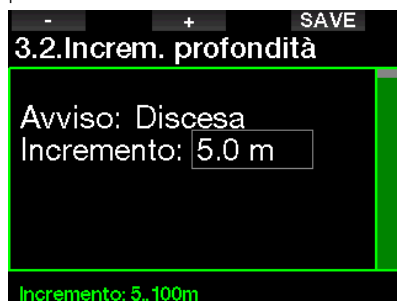 - + SAVE
3.2.Increm. profondità
Avviso: Discesa
Incremento: 5.0 m
Incremento: 5..100m